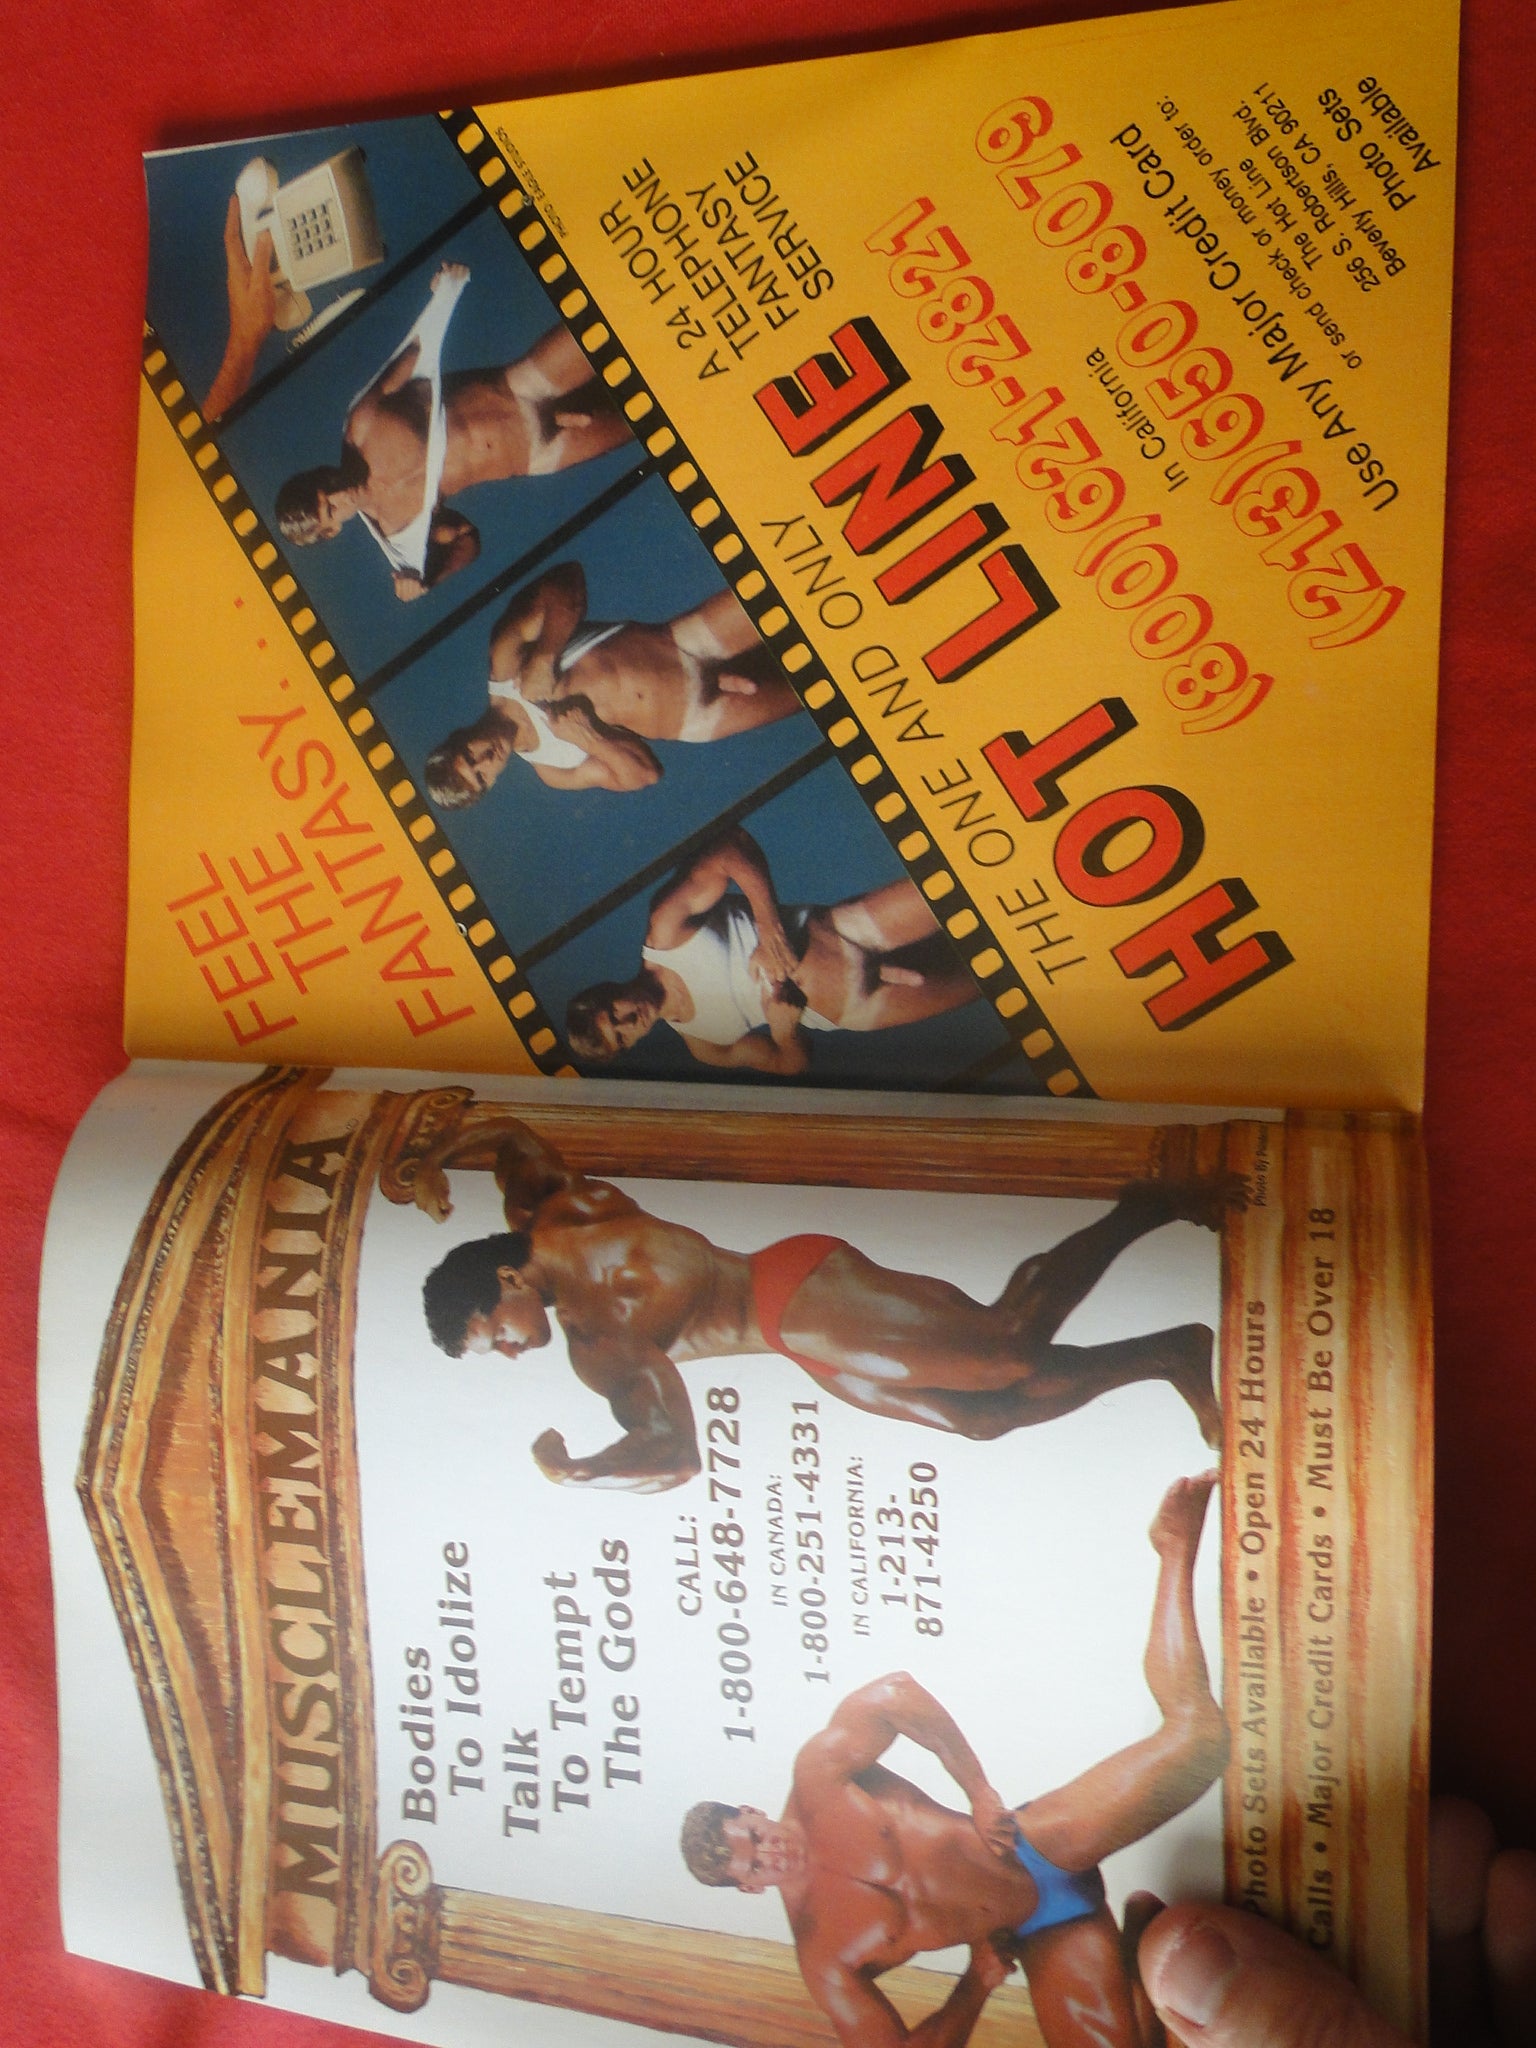 MUSCLEMANIA®
Bodies
To Idolize
Talk
To Tempt
The Gods
CALL:
1-800-648-7728
IN CANADA:
1-800-251-4331
IN CALIFORNIA:
1-213-
871-4250
Photo Sets Available • Open 24 Hours
Calls • Major Credit Cards • Must Be Over 18
FEEL
THE
FANTASY. . .
FANTASY
PHOTO: EAGLE STUDIOS
A 24 HOUR
TELEPHONE
FANTASY
SERVICE
THE ONE AND ONLY
HOT LINE
(800)621-2821
In California
(213)650-8079
Use Any Major Credit Card
or send check or money order to:
The Hot Line
256 S. Robertson Blvd.
Beverly Hills, CA 90211
Photo Sets
Available